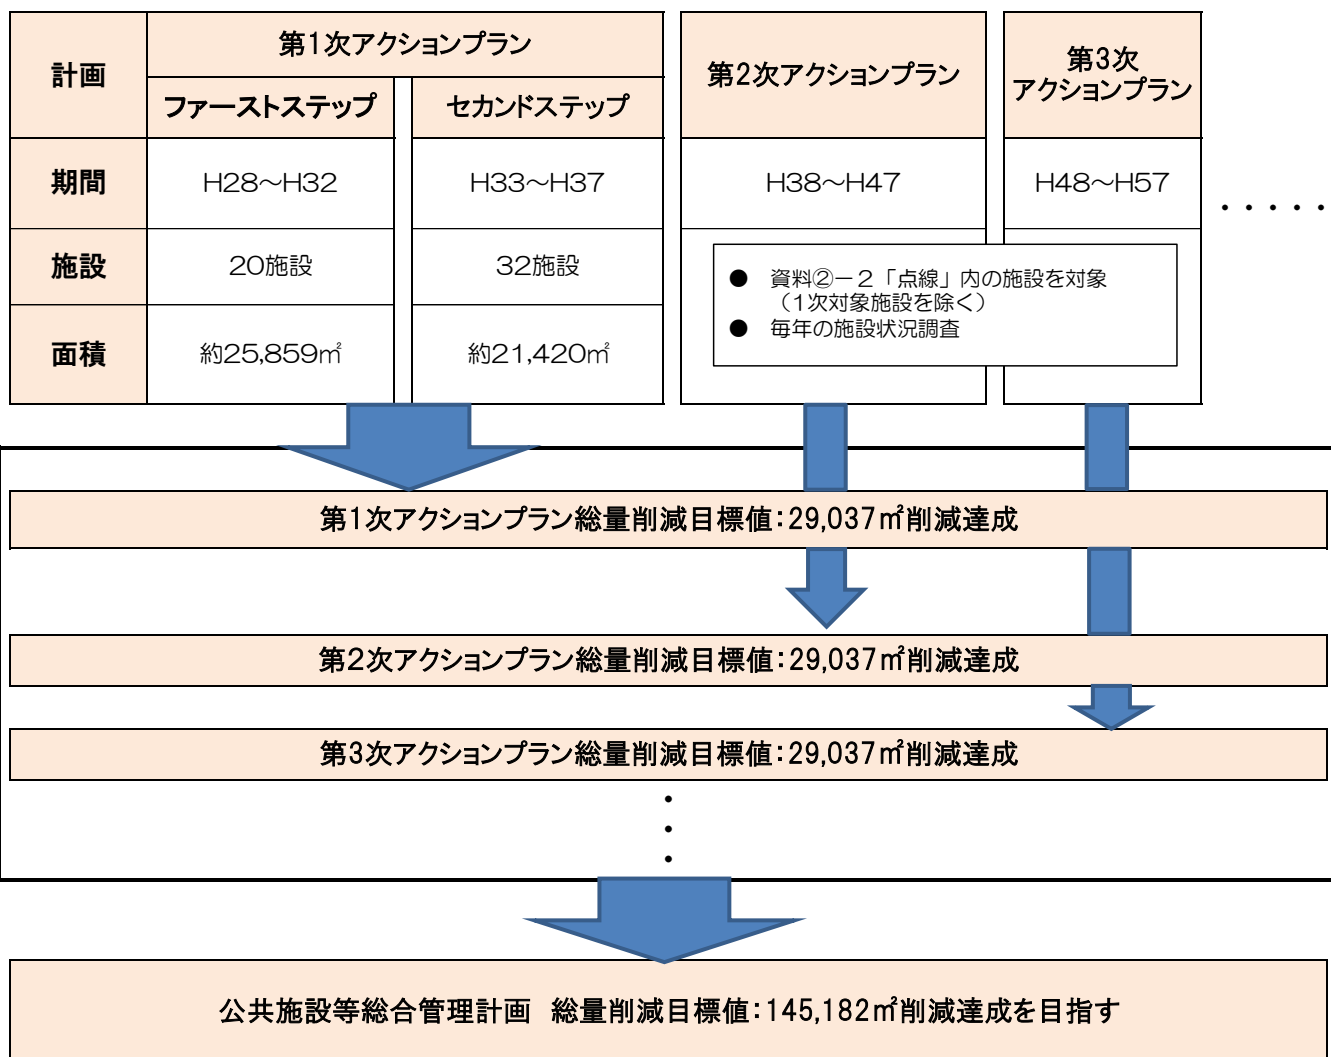 計画
第1次アクションプラン
ファーストステップ
セカンドステップ
第2次アクションプラン
第3次
アクションプラン
期間
H28～H32
H33～H37
H38～H47
H48～H57
・・・・・
施設
20施設
32施設
面積
約25,859㎡
約21,420㎡
● 資料②－2「点線」内の施設を対象
（1次対象施設を除く）
● 毎年の施設状況調査
第1次アクションプラン総量削減目標値：29,037㎡削減達成
第2次アクションプラン総量削減目標値：29,037㎡削減達成
第3次アクションプラン総量削減目標値：29,037㎡削減達成
・
・
・
公共施設等総合管理計画 総量削減目標値：145,182㎡削減達成を目指す